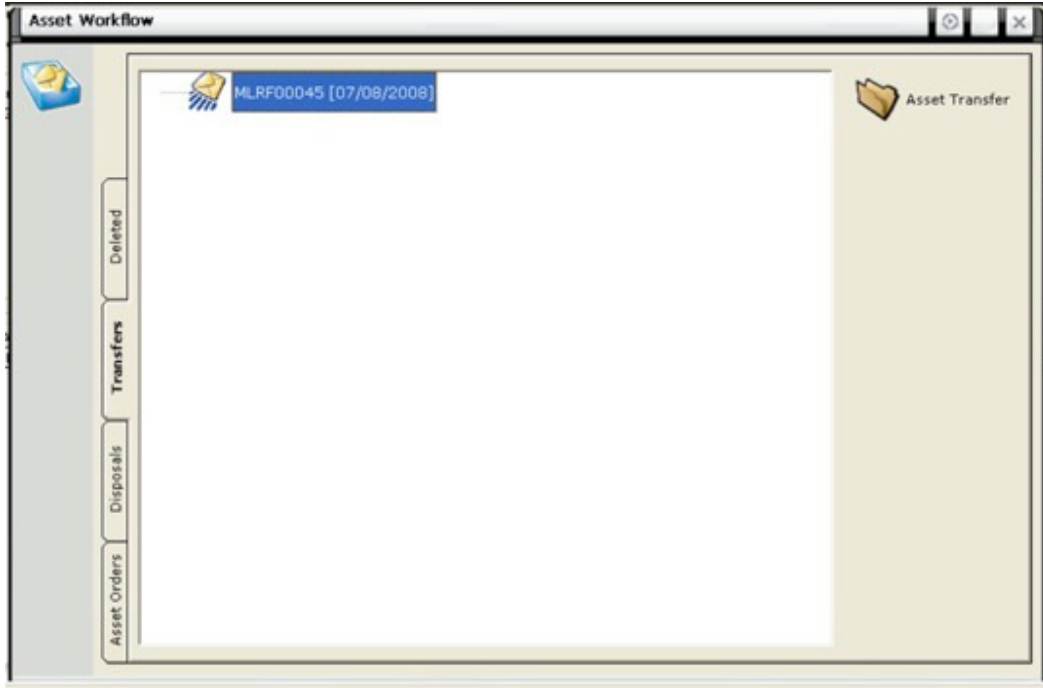 Asset Workflow
MLRF00045 [07/08/2008]
Asset Transfer
Deleted
Transfers
Disposals
Asset Orders